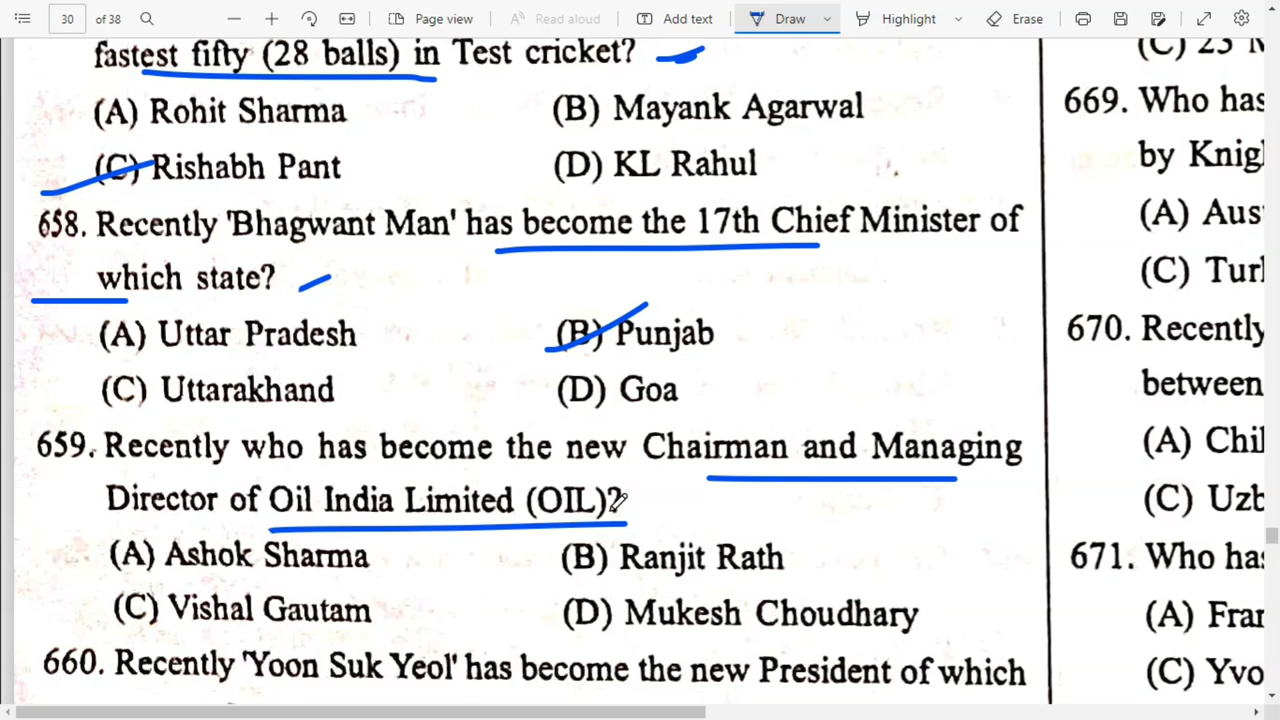 30 of 38 Page view Read aloud Add text Draw Highlight Erase
fastest fifty (28 balls) in Test cricket?
(A) Rohit Sharma (B) Mayank Agarwal
(C) Rishabh Pant (D) KL Rahul
658. Recently 'Bhagwant Man' has become the 17th Chief Minister of
which state?
(A) Uttar Pradesh (B) Punjab
(C) Uttarakhand (D) Goa
659. Recently who has become the new Chairman and Managing
Director of Oil India Limited (OIL)?
(A) Ashok Sharma (B) Ranjit Rath
(C) Vishal Gautam (D) Mukesh Choudhary
660. Recently 'Yoon Suk Yeol' has become the new President of which
(C) 23
669. Who has
by Knig
(A) Aus
(C) Tur
670. Recently
between
(A) Chil
(C) Uzb
671. Who has
(A) Fran
(C) Yvo